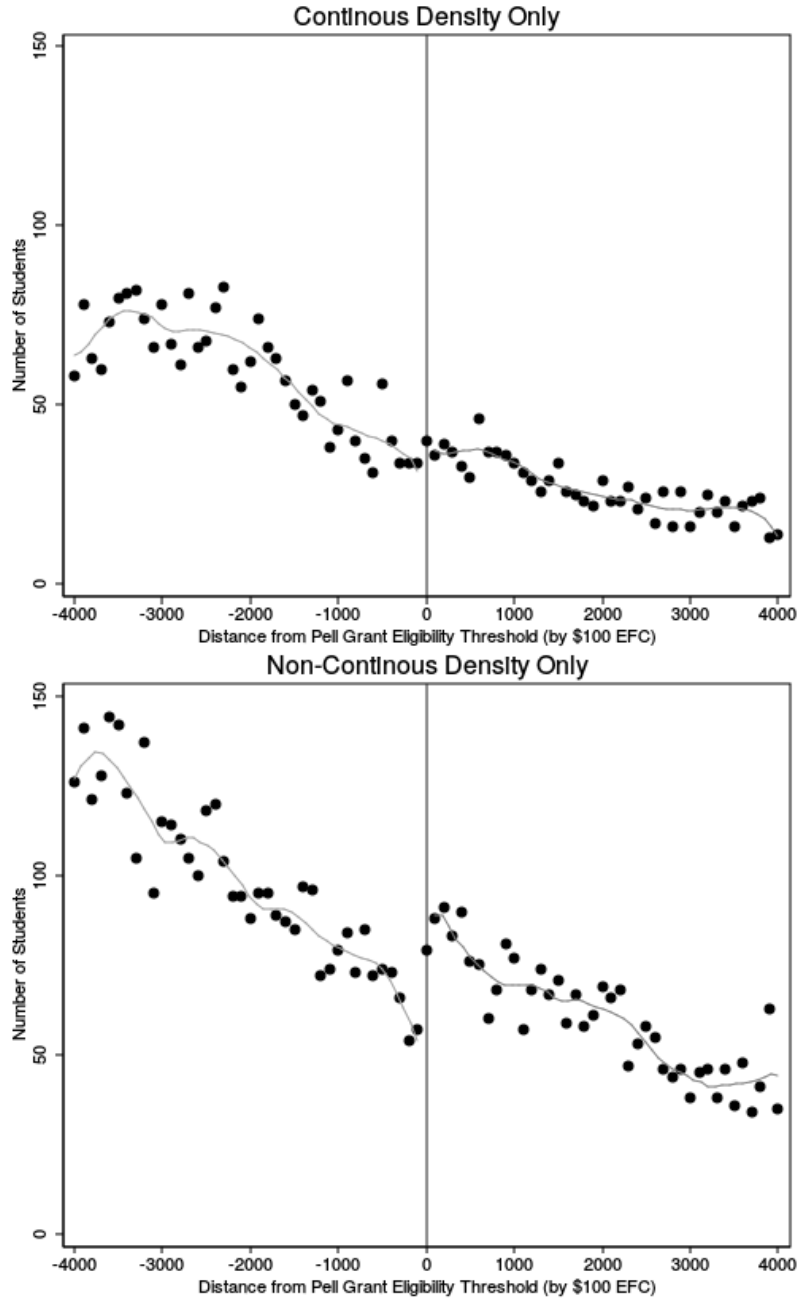 Continous Density Only
150
100
50
0
Number of Students
-4000 -3000 -2000 -1000 0 1000 2000 3000 4000
Distance from Pell Grant Eligibility Threshold (by $100 EFC)
Non-Continous Density Only
150
100
50
0
Number of Students
-4000 -3000 -2000 -1000 0 1000 2000 3000 4000
Distance from Pell Grant Eligibility Threshold (by $100 EFC)